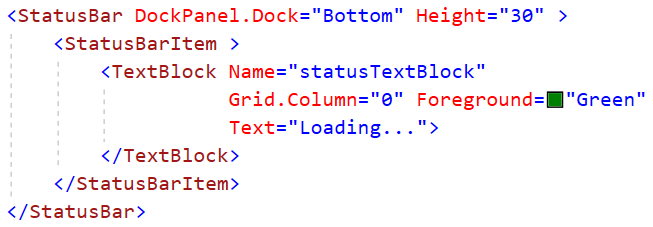 <StatusBar DockPanel.Dock="Bottom" Height="30" >
<StatusBarItem >
<TextBlock Name="statusTextBlock"
Grid.Column="0" Foreground="Green"
Text="Loading...">
</TextBlock>
</StatusBarItem>
</StatusBar>